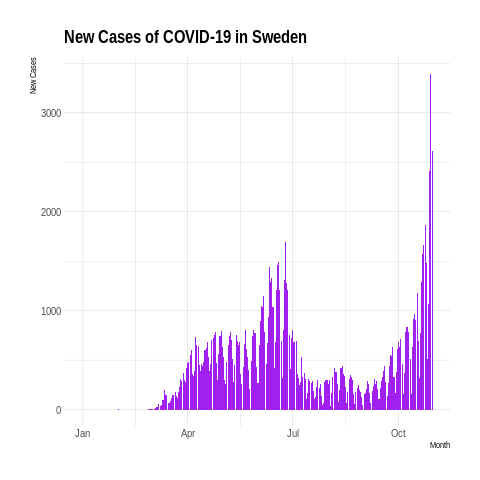 New Cases of COVID-19 in Sweden
New Cases
3000
2000
1000
0
Jan Apr Jul Oct
Month